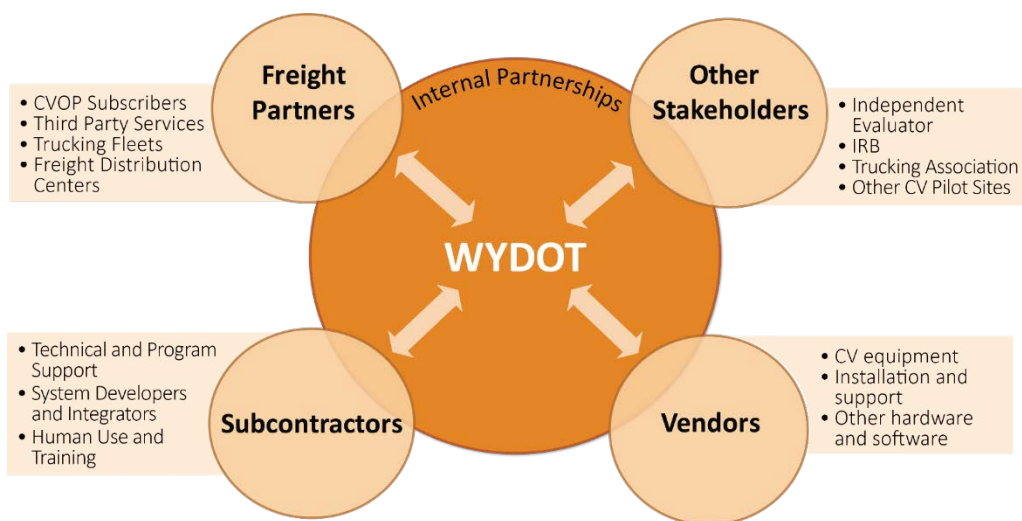 Internal Partnerships
Freight
Partners
• CVOP Subscribers
• Third Party Services
• Trucking Fleets
• Freight Distribution
Centers
Other
Stakeholders
• Independent
Evaluator
• IRB
• Trucking Association
• Other CV Pilot Sites
WYDOT
• Technical and Program
Support
• System Developers
and Integrators
• Human Use and
Training
Subcontractors
Vendors
• CV equipment
• Installation and
support
• Other hardware
and software